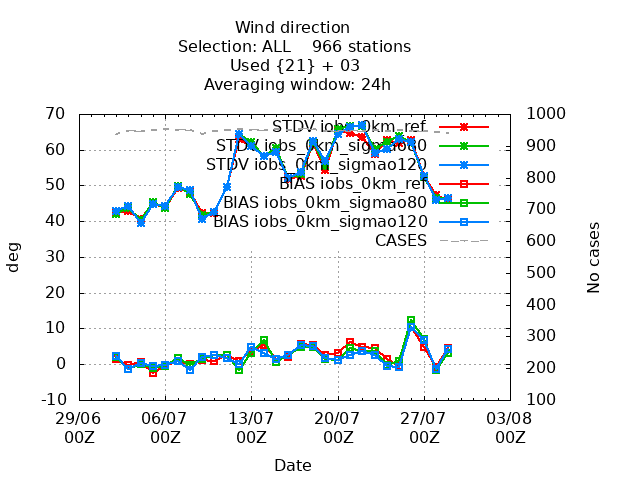 Wind direction
Selection: ALL    966 stations
Used {21} + 03
Averaging window: 24h
deg
No cases
70
60
50
40
30
20
10
0
-10
1000
900
800
700
600
500
400
300
200
100
STDV iobs_0km_ref
STDV iobs_0km_sigmao80
STDV iobs_0km_sigmao120
BIAS iobs_0km_ref
BIAS iobs_0km_sigmao80
BIAS iobs_0km_sigmao120
CASES
29/06 06/07 13/07 20/07 27/07 03/08
00Z 00Z 00Z 00Z 00Z 00Z
Date